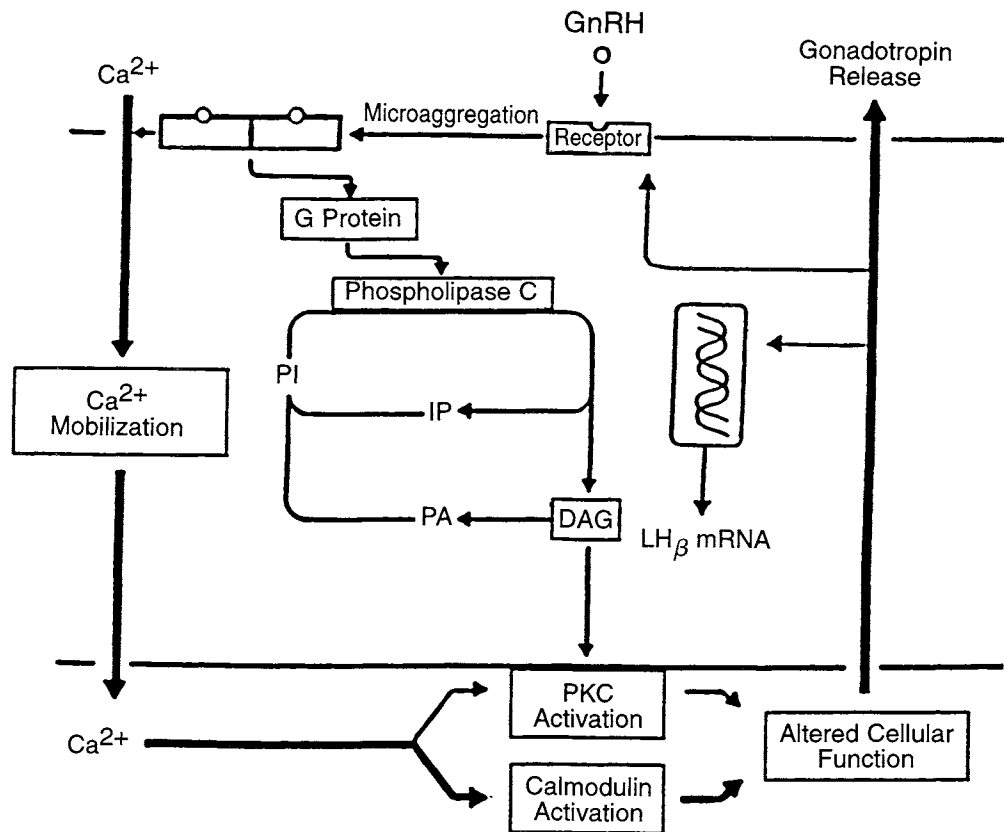 GnRH
Gonadotropin
Release
Ca2+
Microaggregation
Receptor
G Protein
Phospholipase C
PI
IP
Ca2+
Mobilization
PA
DAG
LHβ mRNA
PKC
Activation
Ca2+
Altered Cellular
Function
Calmodulin
Activation